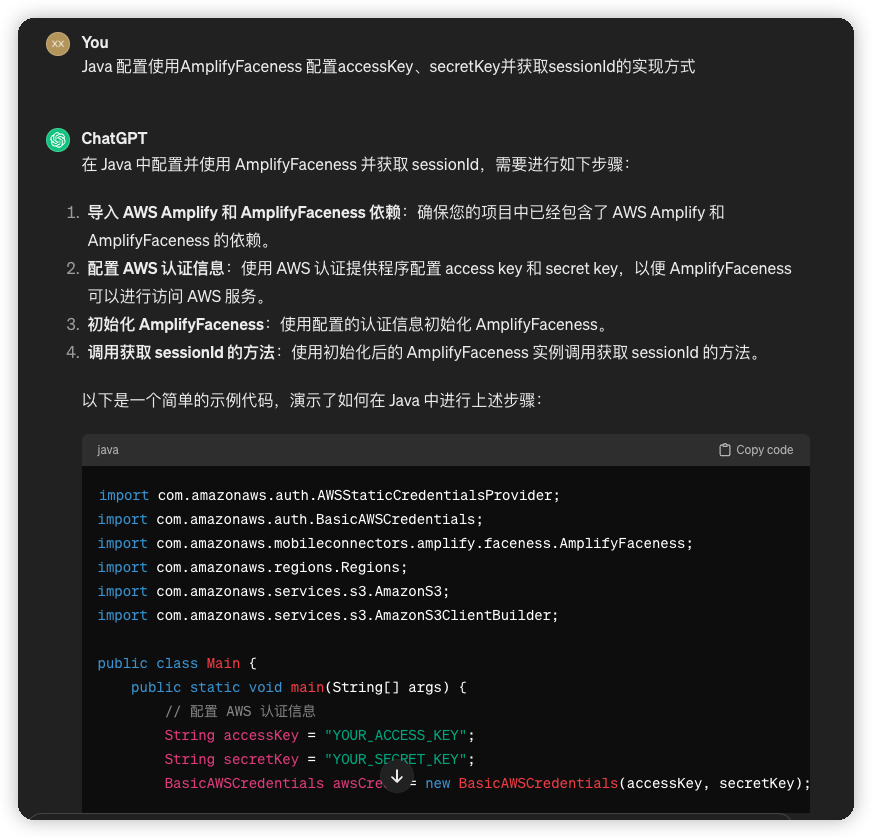 XX
You
Java 配置使用AmplifyFaceness 配置accessKey、secretKey并获取sessionId的实现方式
ChatGPT
在 Java 中配置并使用 AmplifyFaceness 并获取 sessionId，需要进行如下步骤：
1. 导入 AWS Amplify 和 AmplifyFaceness 依赖：确保您的项目中已经包含了 AWS Amplify 和
AmplifyFaceness 的依赖。
2. 配置 AWS 认证信息：使用 AWS 认证提供程序配置 access key 和 secret key，以便 AmplifyFaceness
可以进行访问 AWS 服务。
3. 初始化 AmplifyFaceness：使用配置的认证信息初始化 AmplifyFaceness。
4. 调用获取 sessionId 的方法：使用初始化后的 AmplifyFaceness 实例调用获取 sessionId 的方法。
以下是一个简单的示例代码，演示了如何在 Java 中进行上述步骤：
java Copy code
import com.amazonaws.auth.AWSStaticCredentialsProvider;
import com.amazonaws.auth.BasicAWSCredentials;
import com.amazonaws.mobileconnectors.amplify.faceness.AmplifyFaceness;
import com.amazonaws.regions.Regions;
import com.amazonaws.services.s3.AmazonS3;
import com.amazonaws.services.s3.AmazonS3ClientBuilder;
public class Main {
public static void main(String[] args) {
// 配置 AWS 认证信息
String accessKey = "YOUR_ACCESS_KEY";
String secretKey = "YOUR_SECRET_KEY";
BasicAWSCredentials = new BasicAWSCredentials(accessKey, secretKey);